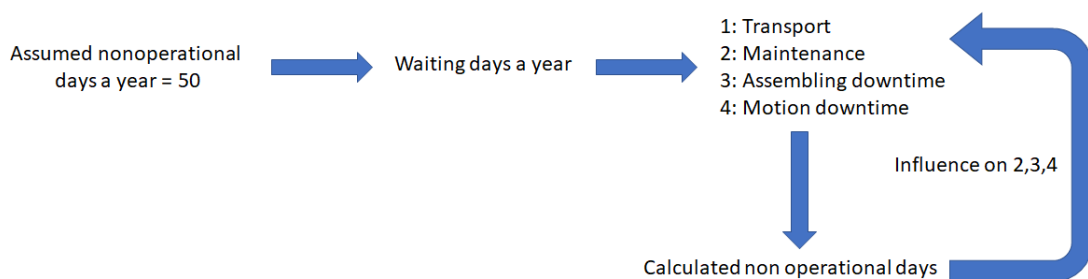 Assumed nonoperational
days a year = 50
Waiting days a year
1: Transport
2: Maintenance
3: Assembling downtime
4: Motion downtime
Influence on 2,3,4
Calculated non operational days